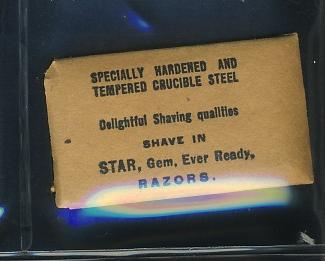 SPECIALLY HARDENED AND
TEMPERED CRUCIBLE STEEL
Delightful Shaving qualities
SHAVE IN
STAR, Gem, Ever Ready,
RAZORS.